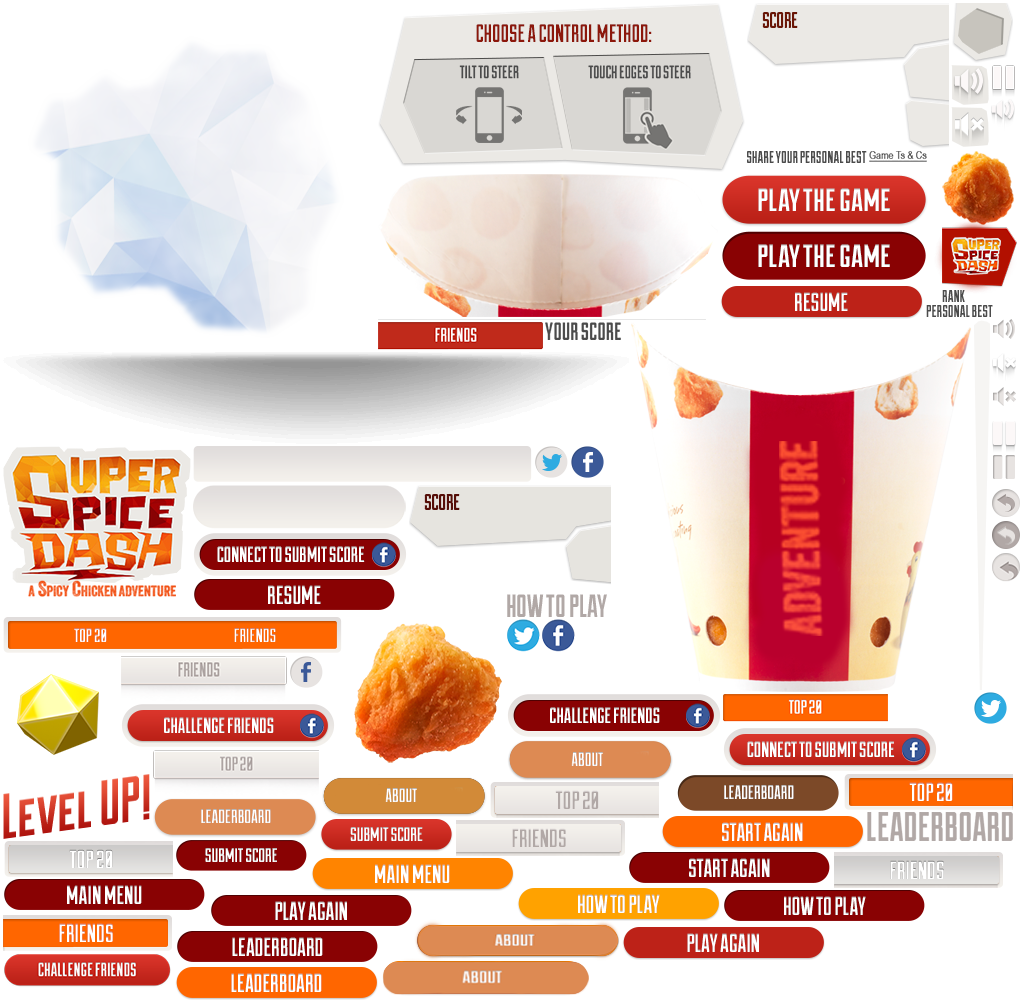 CHOOSE A CONTROL METHOD:
TILT TO STEER
TOUCH EDGES TO STEER
SCORE
SHARE YOUR PERSONAL BEST
Game Ts & Cs
PLAY THE GAME
PLAY THE GAME
SUPER
SPICE
DASH
RESUME
RANK
PERSONAL BEST
FRIENDS
YOUR SCORE
ADVENTURE
SUPER
SPICE
DASH
A SPICY CHICKEN ADVENTURE
SCORE
CONNECT TO SUBMIT SCORE
RESUME
HOW TO PLAY
TOP 20
FRIENDS
FRIENDS
CHALLENGE FRIENDS
CHALLENGE FRIENDS
TOP 20
CONNECT TO SUBMIT SCORE
TOP 20
ABOUT
LEVEL UP!
ABOUT
TOP 20
LEADERBOARD
TOP 20
LEADERBOARD
SUBMIT SCORE
FRIENDS
START AGAIN
LEADERBOARD
TOP 20
SUBMIT SCORE
MAIN MENU
START AGAIN
FRIENDS
MAIN MENU
PLAY AGAIN
HOW TO PLAY
HOW TO PLAY
FRIENDS
LEADERBOARD
ABOUT
PLAY AGAIN
CHALLENGE FRIENDS
LEADERBOARD
ABOUT